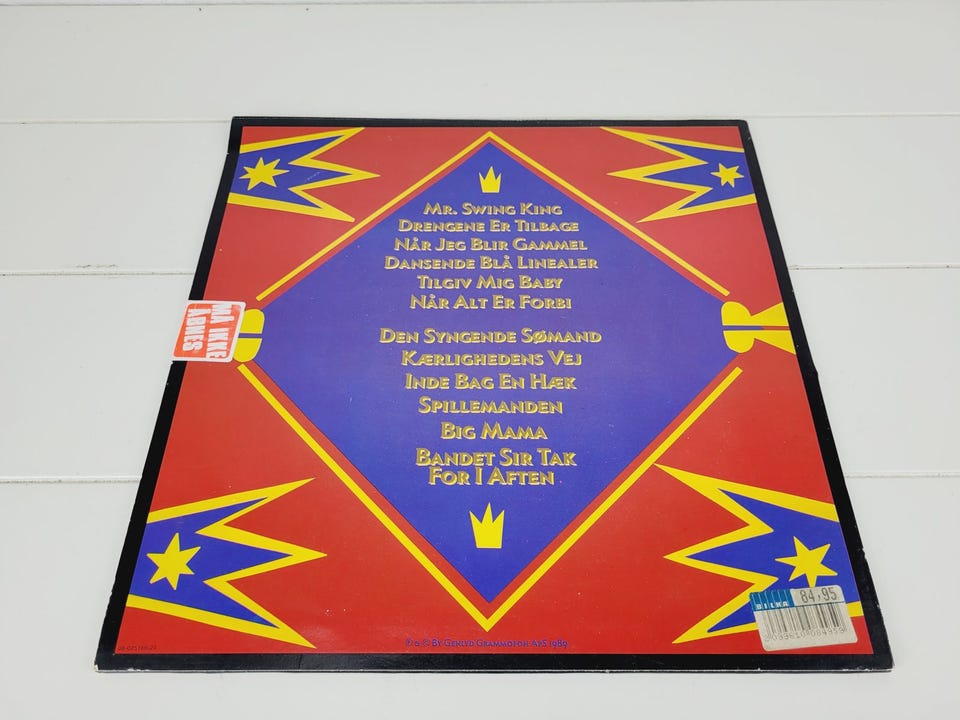 Mr. Swing King
Drengene Er Tilbage
Når Jeg Blir Gammel
Dansende Blå Linealer
Tilgiv Mig Baby
Når Alt Er Forbi
MÅ IKKE
ÅBNES
Den Syngende Sømand
Kærlighedens Vej
Inde Bag En Hæk
Spillemanden
Big Mama
Bandet Sir Tak
For I Aften
BILKA 84,95
℗ & © By Genlyd Grammofon ApS 1989